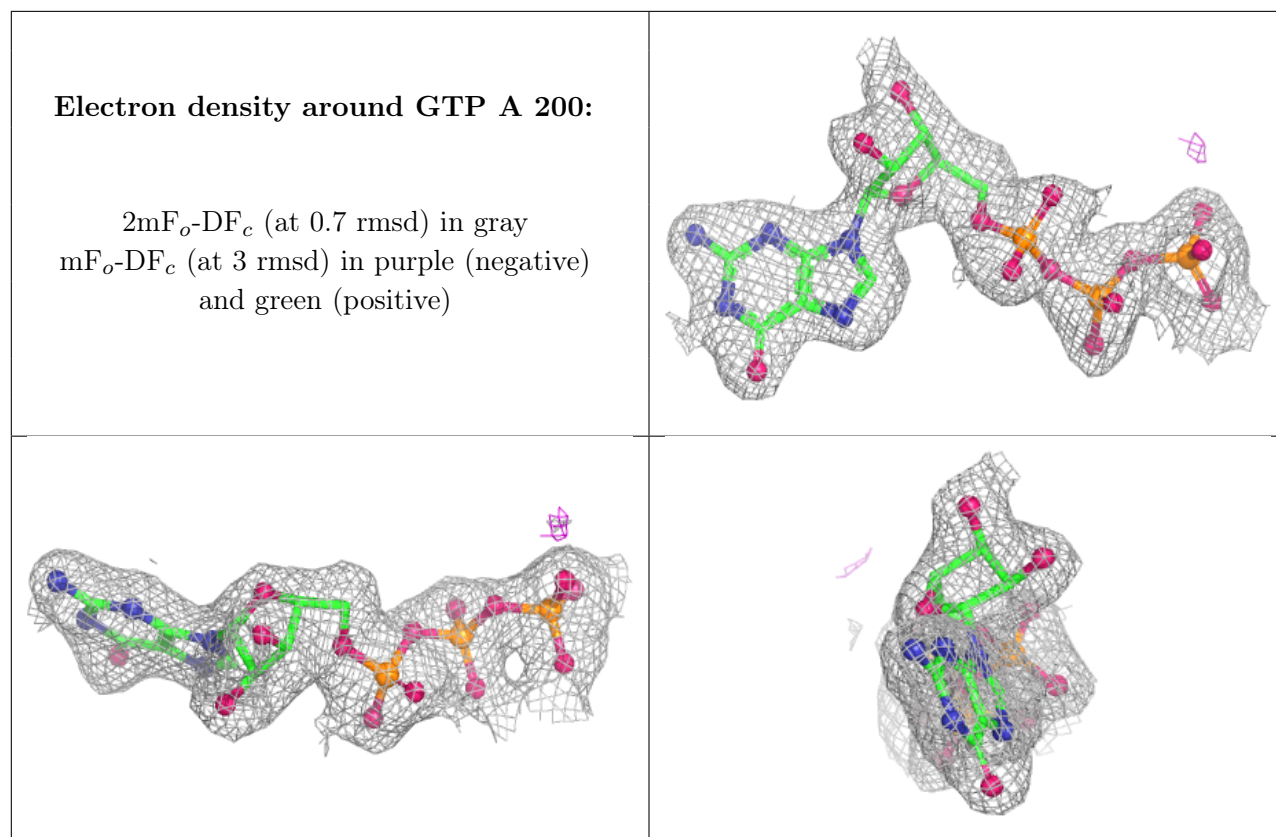 Electron density around GTP A 200:
2mFo-DFc (at 0.7 rmsd) in gray
mFo-DFc (at 3 rmsd) in purple (negative)
and green (positive)